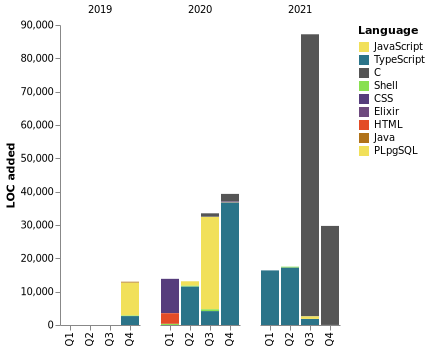 2019 2020 2021
90,000
80,000
70,000
60,000
50,000
40,000
30,000
20,000
10,000
0
LOC added
Q1 Q2 Q3 Q4 Q1 Q2 Q3 Q4 Q1 Q2 Q3 Q4
Language
JavaScript
TypeScript
C
Shell
CSS
Elixir
HTML
Java
PLpgSQL